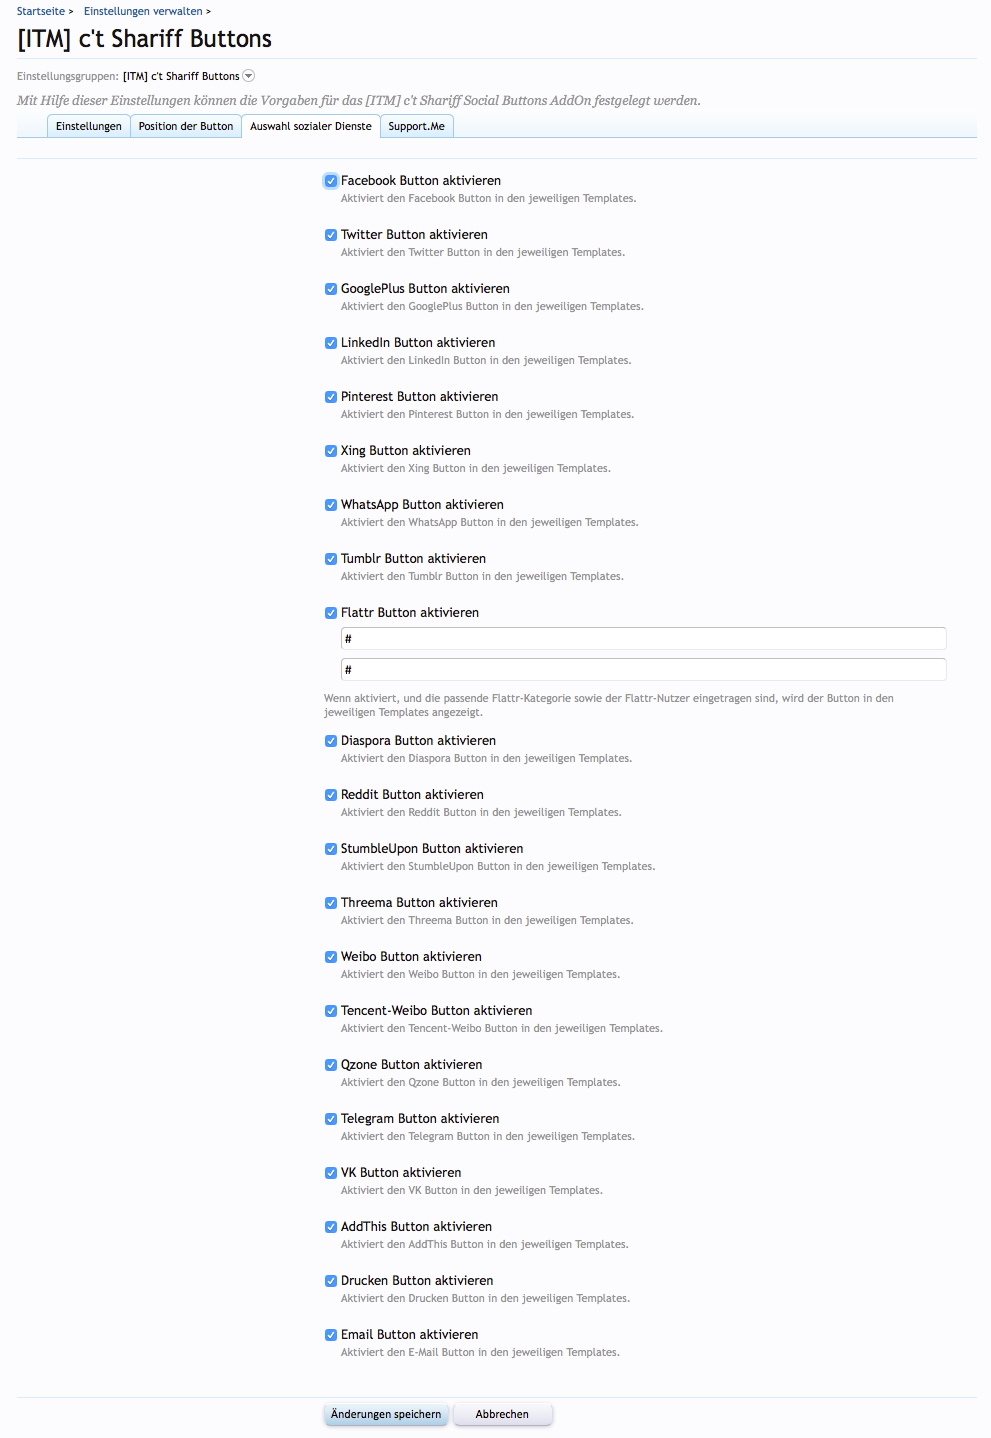 Startseite > Einstellungen verwalten >
[ITM] c't Shariff Buttons
Einstellungsgruppen: [ITM] c't Shariff Buttons
Mit Hilfe dieser Einstellungen können die Vorgaben für das [ITM] c't Shariff Social Buttons AddOn festgelegt werden.
Einstellungen Position der Button Auswahl sozialer Dienste Support.Me
Facebook Button aktivieren
Aktiviert den Facebook Button in den jeweiligen Templates.
Twitter Button aktivieren
Aktiviert den Twitter Button in den jeweiligen Templates.
GooglePlus Button aktivieren
Aktiviert den GooglePlus Button in den jeweiligen Templates.
LinkedIn Button aktivieren
Aktiviert den LinkedIn Button in den jeweiligen Templates.
Pinterest Button aktivieren
Aktiviert den Pinterest Button in den jeweiligen Templates.
Xing Button aktivieren
Aktiviert den Xing Button in den jeweiligen Templates.
WhatsApp Button aktivieren
Aktiviert den WhatsApp Button in den jeweiligen Templates.
Tumblr Button aktivieren
Aktiviert den Tumblr Button in den jeweiligen Templates.
Flattr Button aktivieren
#
#
Wenn aktiviert, und die passende Flattr-Kategorie sowie der Flattr-Nutzer eingetragen sind, wird der Button in den
jeweiligen Templates angezeigt.
Diaspora Button aktivieren
Aktiviert den Diaspora Button in den jeweiligen Templates.
Reddit Button aktivieren
Aktiviert den Reddit Button in den jeweiligen Templates.
StumbleUpon Button aktivieren
Aktiviert den StumbleUpon Button in den jeweiligen Templates.
Threema Button aktivieren
Aktiviert den Threema Button in den jeweiligen Templates.
Weibo Button aktivieren
Aktiviert den Weibo Button in den jeweiligen Templates.
Tencent-Weibo Button aktivieren
Aktiviert den Tencent-Weibo Button in den jeweiligen Templates.
Qzone Button aktivieren
Aktiviert den Qzone Button in den jeweiligen Templates.
Telegram Button aktivieren
Aktiviert den Telegram Button in den jeweiligen Templates.
VK Button aktivieren
Aktiviert den VK Button in den jeweiligen Templates.
AddThis Button aktivieren
Aktiviert den AddThis Button in den jeweiligen Templates.
Drucken Button aktivieren
Aktiviert den Drucken Button in den jeweiligen Templates.
Email Button aktivieren
Aktiviert den E-Mail Button in den jeweiligen Templates.
Änderungen speichern Abbrechen